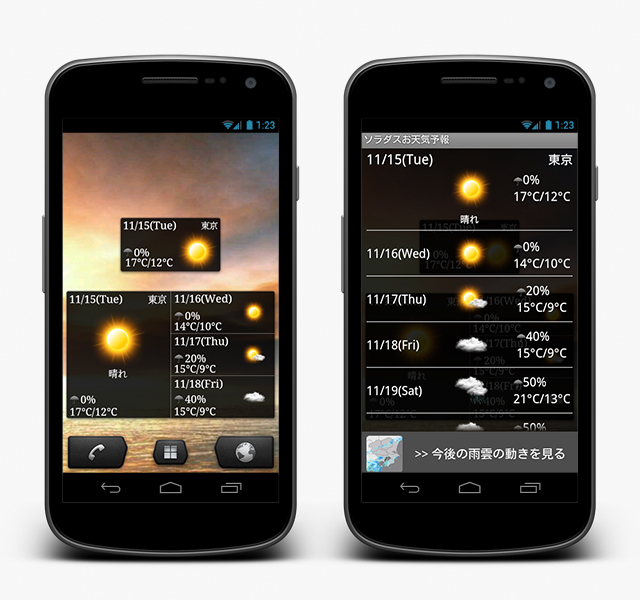 1:23
11/15(Tue) 東京
0%
17°C/12°C
11/15(Tue) 東京
晴れ
0%
17°C/12°C
11/16(Wed)
0%
14°C/10°C
11/17(Thu)
20%
15°C/9°C
11/18(Fri)
40%
15°C/9°C
1:23
ソラダスお天気予報
11/15(Tue) 東京
0%
17°C/12°C
晴れ
11/16(Wed)
0%
14°C/10°C
11/17(Thu)
20%
15°C/9°C
11/18(Fri)
40%
15°C/9°C
11/19(Sat)
50%
21°C/13°C
50%
>> 今後の雨雲の動きを見る